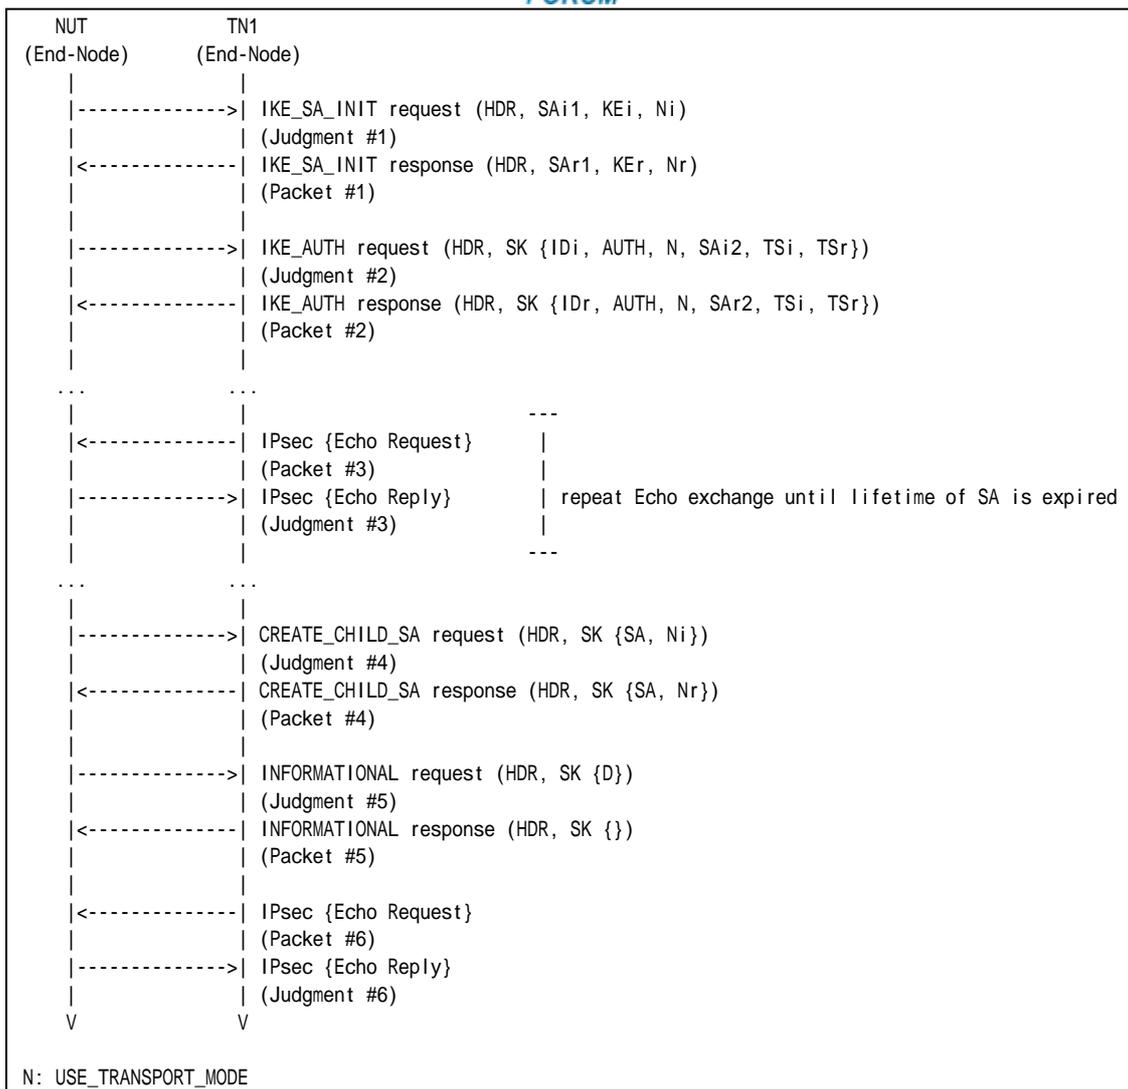 FORUM
NUT TN1
(End-Node) (End-Node)
| |
|-------------->| IKE_SA_INIT request (HDR, SAi1, KEi, Ni)
| | (Judgment #1)
|<--------------| IKE_SA_INIT response (HDR, SAr1, KEr, Nr)
| | (Packet #1)
| |
|-------------->| IKE_AUTH request (HDR, SK {IDi, AUTH, N, SAi2, TSi, TSr})
| | (Judgment #2)
|<--------------| IKE_AUTH response (HDR, SK {IDr, AUTH, N, SAr2, TSi, TSr})
| | (Packet #2)
| |
... ...
| | ---
|<--------------| IPsec {Echo Request} |
| | (Packet #3) |
|-------------->| IPsec {Echo Reply} | repeat Echo exchange until lifetime of SA is expired
| | (Judgment #3) |
| | ---
... ...
| |
|-------------->| CREATE_CHILD_SA request (HDR, SK {SA, Ni})
| | (Judgment #4)
|<--------------| CREATE_CHILD_SA response (HDR, SK {SA, Nr})
| | (Packet #4)
| |
|-------------->| INFORMATIONAL request (HDR, SK {D})
| | (Judgment #5)
|<--------------| INFORMATIONAL response (HDR, SK {})
| | (Packet #5)
| |
|<--------------| IPsec {Echo Request}
| | (Packet #6)
|-------------->| IPsec {Echo Reply}
| | (Judgment #6)
V V
N: USE_TRANSPORT_MODE